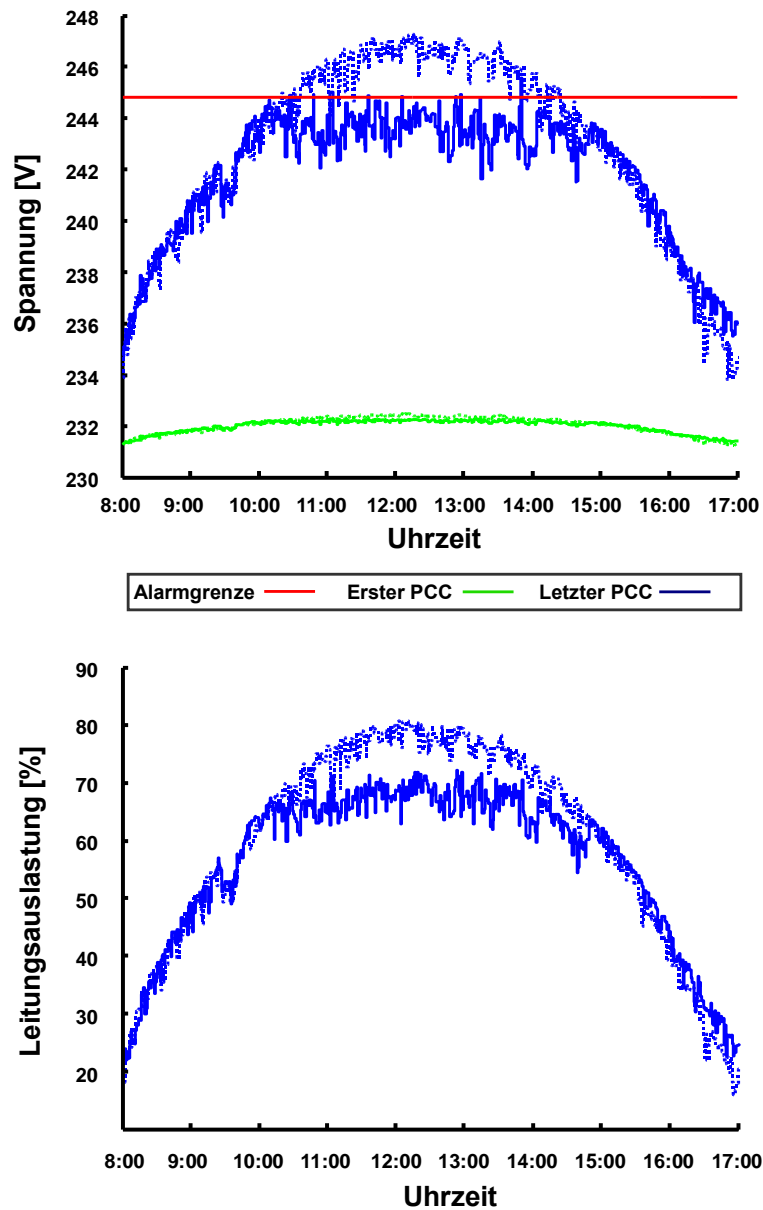 248
246
244
242
240
238
236
234
232
230
Spannung [V]
8:00 9:00 10:00 11:00 12:00 13:00 14:00 15:00 16:00 17:00
Uhrzeit
Alarmgrenze Erster PCC Letzter PCC
90
80
70
60
50
40
30
20
Leitungsauslastung [%]
8:00 9:00 10:00 11:00 12:00 13:00 14:00 15:00 16:00 17:00
Uhrzeit